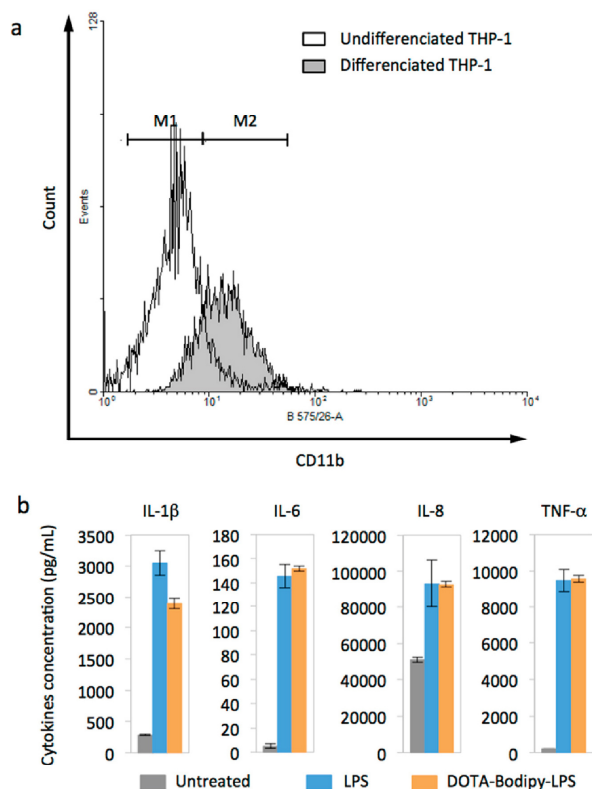 a
128
Undifferenciated THP-1
Differenciated THP-1
M1 M2
Count
Events
0
10⁰ 10¹ 10² 10³ 10⁴
B 575/26-A
CD11b
b
IL-1β IL-6 IL-8 TNF-α
Cytokines concentration (pg/mL)
3500 180 120000 12000
3000 160 100000 10000
2500 140 80000 8000
2000 120 60000 6000
1500 100 40000 4000
1000 80 20000 2000
500 60 0 0
0 40
20
0
Untreated LPS DOTA-Bodipy-LPS